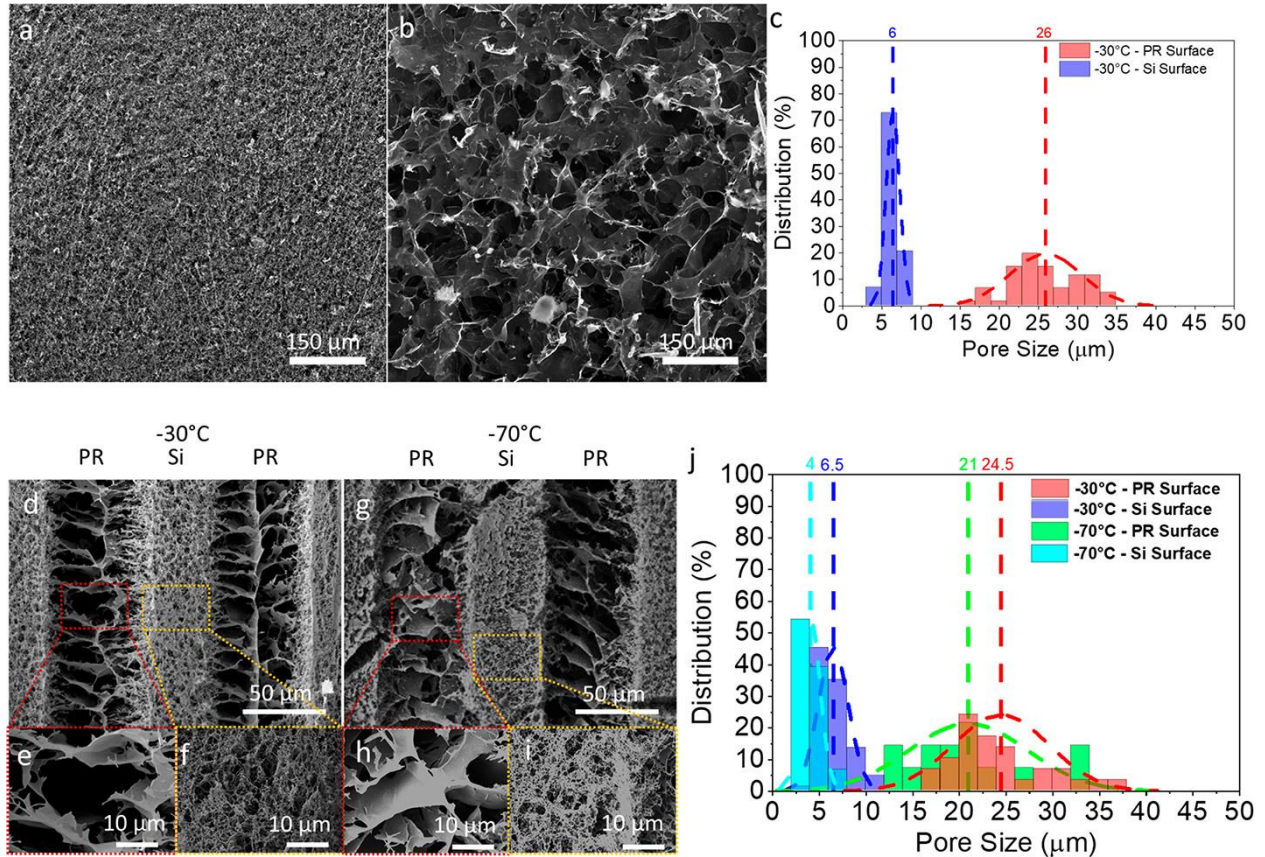 a
150 µm
b
150 µm
c
6
26
-30°C - PR Surface
-30°C - Si Surface
100
90
80
70
60
50
40
30
20
10
0
Distribution (%)
0 5 10 15 20 25 30 35 40 45 50
Pore Size (µm)
-30°C
PR Si PR
-70°C
PR Si PR
d
50 µm
g
50 µm
e
10 µm
f
10 µm
h
10 µm
i
10 µm
j
4 6.5 21 24.5
-30°C - PR Surface
-30°C - Si Surface
-70°C - PR Surface
-70°C - Si Surface
100
90
80
70
60
50
40
30
20
10
0
Distribution (%)
0 5 10 15 20 25 30 35 40 45 50
Pore Size (µm)